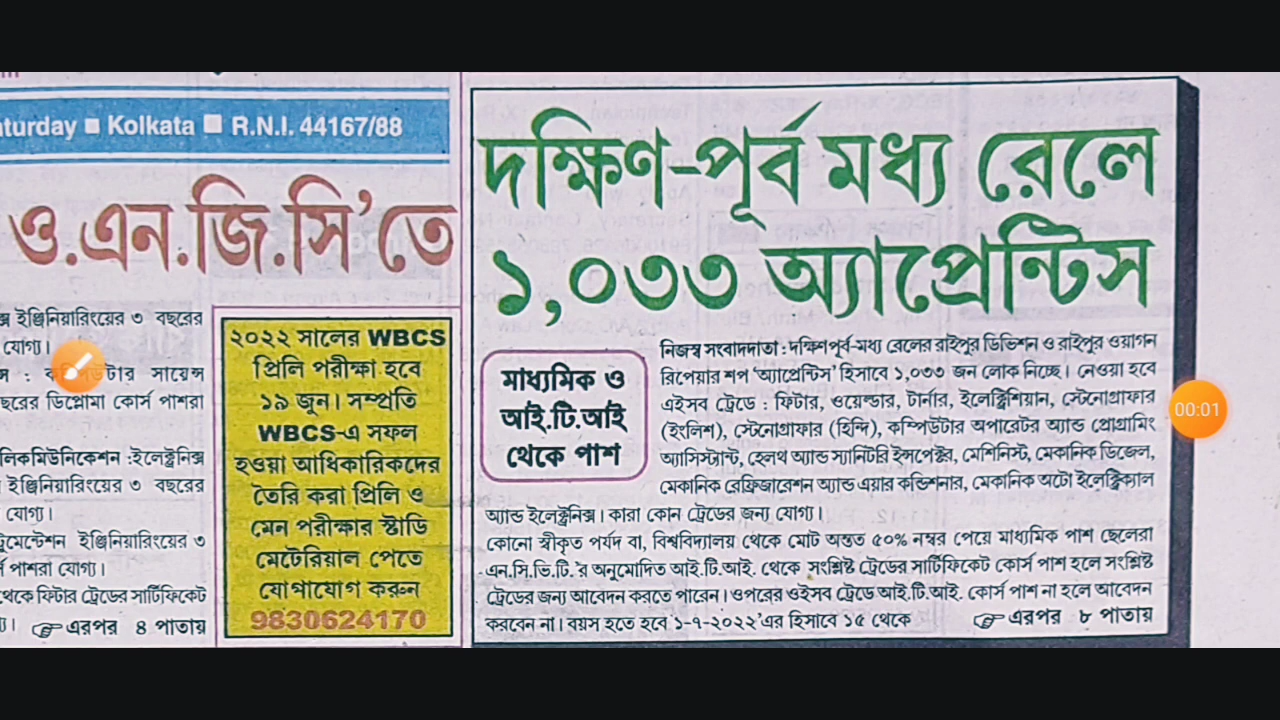 aturday ■ Kolkata ■ R.N.I. 44167/88
ও.এন.জি.সি'তে
ইঞ্জিনিয়ারিংয়ের ৩ বছরের
যোগ্য।
স : কম্পিউটার সায়েন্স
ছরের ডিপ্লোমা কোর্স পাশরা
লিকমিউনিকেশন :ইলেক্ট্রনিক্স
ইঞ্জিনিয়ারিংয়ের ৩ বছরের
যোগ্য।
ট্রুমেন্টেশন ইঞ্জিনিয়ারিংয়ের ৩
পাশরা যোগ্য।
থেকে ফিটার ট্রেডের সার্টিফিকেট
এরপর ৪ পাতায়
২০২২ সালের WBCS
প্রিলি পরীক্ষা হবে
১৯ জুন। সম্প্রতি
WBCS-এ সফল
হওয়া আধিকারিকদের
তৈরি করা প্রিলি ও
মেন পরীক্ষার স্টাডি
মেটেরিয়াল পেতে
যোগাযোগ করুন
9830624170
দক্ষিণ-পূর্ব মধ্য রেলে
১,০৩৩ অ্যাপ্রেন্টিস
মাধ্যমিক ও
আই.টি.আই
থেকে পাশ
নিজস্ব সংবাদদাতা : দক্ষিণপূর্ব-মধ্য রেলের রাইপুর ডিভিশন ও রাইপুর ওয়াগন
রিপেয়ার শপ 'অ্যাপ্রেন্টিস' হিসাবে ১,০৩৩ জন লোক নিচ্ছে। নেওয়া হবে
এইসব ট্রেডে : ফিটার, ওয়েল্ডার, টার্নার, ইলেক্ট্রিশিয়ান, স্টেনোগ্রাফার
(ইংলিশ), স্টেনোগ্রাফার (হিন্দি), কম্পিউটার অপারেটর অ্যান্ড প্রোগ্রামিং
অ্যাসিস্ট্যান্ট, হেলথ অ্যান্ড স্যানিটরি ইন্সপেক্টর, মেশিনিস্ট, মেকানিক ডিজেল,
মেকানিক রেফ্রিজারেশন অ্যান্ড এয়ার কন্ডিশনার, মেকানিক অটো ইলেক্ট্রিক্যাল
অ্যান্ড ইলেক্ট্রনিক্স। কারা কোন ট্রেডের জন্য যোগ্য।
কোনো স্বীকৃত পর্যদ বা, বিশ্ববিদ্যালয় থেকে মোট অন্তত ৫০% নম্বর পেয়ে মাধ্যমিক পাশ ছেলেরা
এন.সি.ভি.টি.'র অনুমোদিত আই.টি.আই. থেকে সংশ্লিষ্ট ট্রেডের সার্টিফিকেট কোর্স পাশ হলে সংশ্লিষ্ট
ট্রেডের জন্য আবেদন করতে পারেন। ওপরের ওইসব ট্রেডে আই.টি.আই. কোর্স পাশ না হলে আবেদন
করবেন না। বয়স হতে হবে ১-৭-২০২২'এর হিসাবে ১৫ থেকে
এরপর ৮ পাতায়
00:01